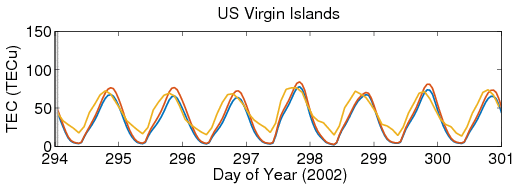 US Virgin Islands
150
100
50
0
TEC (TECu)
294 295 296 297 298 299 300 301
Day of Year (2002)